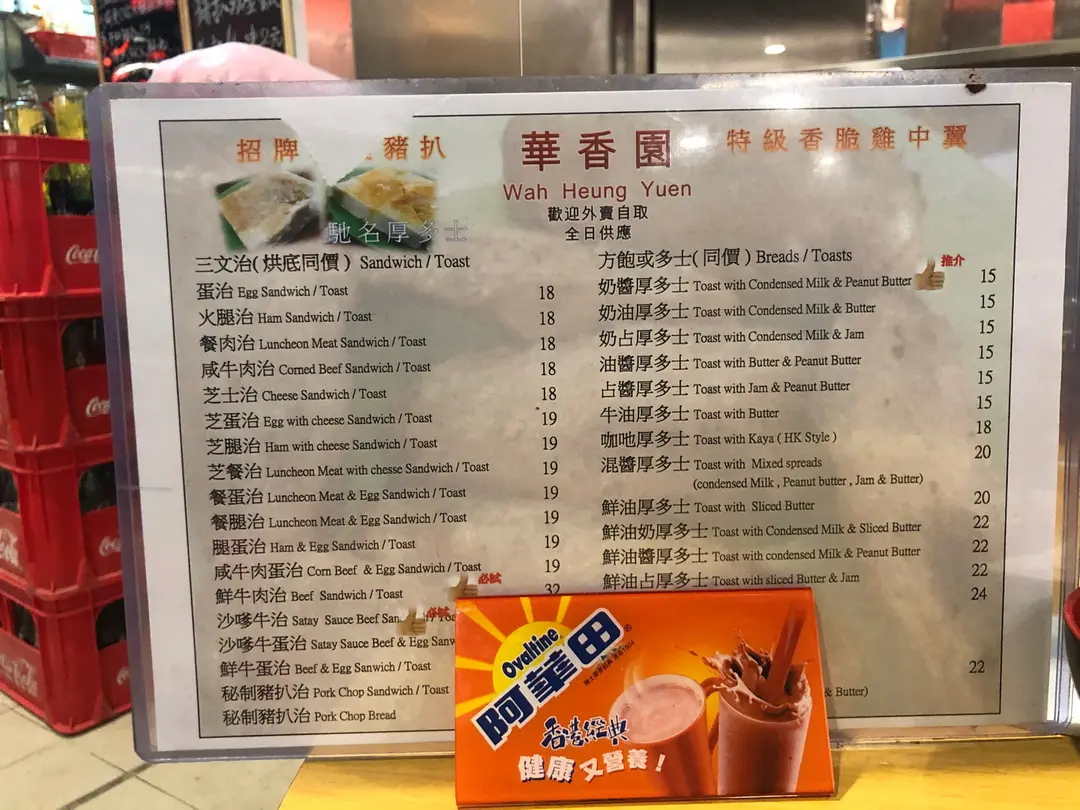 招牌 豬扒
華香園
特級香脆雞中翼
Wah Heung Yuen
歡迎外賣自取
全日供應
馳名厚多士
三文治(烘底同價) Sandwich / Toast
蛋治 Egg Sandwich / Toast 18
火腿治 Ham Sandwich / Toast 18
餐肉治 Luncheon Meat Sandwich / Toast 18
咸牛肉治 Corned Beef Sandwich / Toast 18
芝士治 Cheese Sandwich / Toast 18
芝蛋治 Egg with cheese Sandwich / Toast 19
芝腿治 Ham with cheese Sandwich / Toast 19
芝餐治 Luncheon Meat with chesse Sandwich / Toast 19
餐蛋治 Luncheon Meat & Egg Sandwich / Toast 19
餐腿治 Luncheon Meat & Egg Sandwich / Toast 19
腿蛋治 Ham & Egg Sandwich / Toast 19
咸牛肉蛋治 Corn Beef & Egg Sandwich / Toast 19
鮮牛肉治 Beef Sandwich / Toast 必試 32
沙嗲牛治 Satay Sauce Beef 必試
沙嗲牛蛋治 Satay Sauce Beef & Egg
鮮牛蛋治 Beef & Egg Sanwich / Toast
秘制豬扒治 Pork Chop Sandwich / Toast
秘制豬扒治 Pork Chop Bread
方飽或多士(同價) Breads / Toasts
奶醬厚多士 Toast with Condensed Milk & Peanut Butter 推介 15
奶油厚多士 Toast with Condensed Milk & Butter 15
奶占厚多士 Toast with Condensed Milk & Jam 15
油醬厚多士 Toast with Butter & Peanut Butter 15
占醬厚多士 Toast with Jam & Peanut Butter 15
牛油厚多士 Toast with Butter 15
咖吔厚多士 Toast with Kaya ( HK Style ) 18
混醬厚多士 Toast with Mixed spreads 20
(condensed Milk , Peanut butter , Jam & Butter)
鮮油厚多士 Toast with Sliced Butter 20
鮮油奶厚多士 Toast with Condensed Milk & Sliced Butter 22
鮮油醬厚多士 Toast with condensed Milk & Peanut Butter 22
鮮油占厚多士 Toast with sliced Butter & Jam 22
24
22
& Butter)
Ovaltine
阿華田®
香港經典
健康又營養！
Coca-Cola